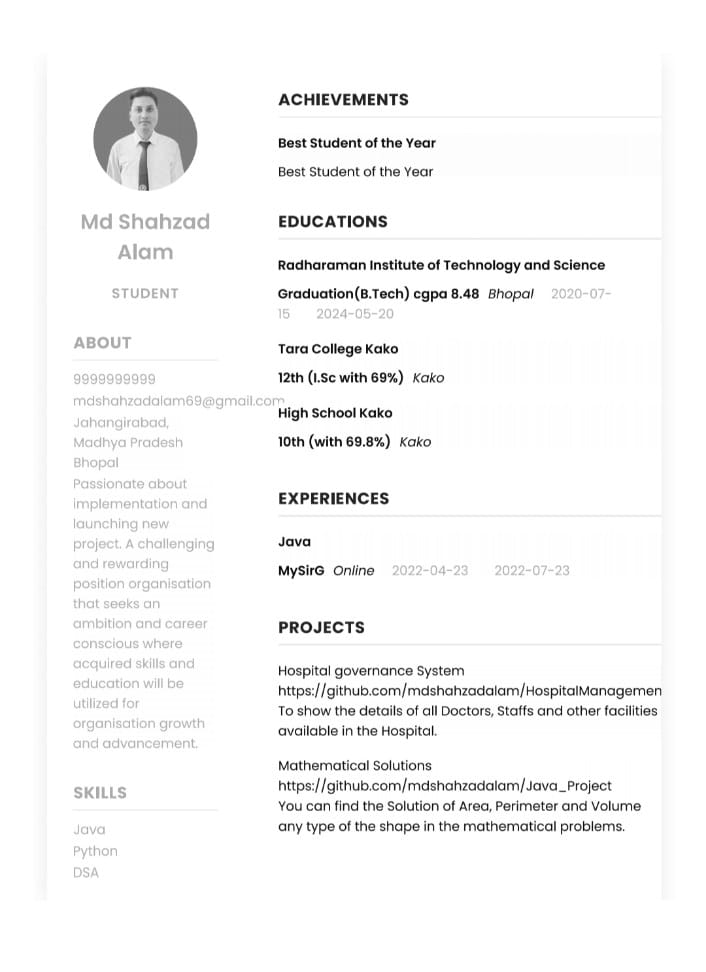 Md Shahzad
Alam
STUDENT
ABOUT
9999999999
mdshahzadalam69@gmail.com
Jahangirabad,
Madhya Pradesh
Bhopal
Passionate about
implementation and
launching new
project. A challenging
and rewarding
position organisation
that seeks an
ambition and career
conscious where
acquired skills and
education will be
utilized for
organisation growth
and advancement.
SKILLS
Java
Python
DSA
ACHIEVEMENTS
Best Student of the Year
Best Student of the Year
EDUCATIONS
Radharaman Institute of Technology and Science
Graduation(B.Tech) cgpa 8.48 Bhopal 2020-07-
15 2024-05-20
Tara College Kako
12th (I.Sc with 69%) Kako
High School Kako
10th (with 69.8%) Kako
EXPERIENCES
Java
MySirG Online 2022-04-23 2022-07-23
PROJECTS
Hospital governance System
https://github.com/mdshahzadalam/HospitalManagemen
To show the details of all Doctors, Staffs and other facilities
available in the Hospital.
Mathematical Solutions
https://github.com/mdshahzadalam/Java_Project
You can find the Solution of Area, Perimeter and Volume
any type of the shape in the mathematical problems.